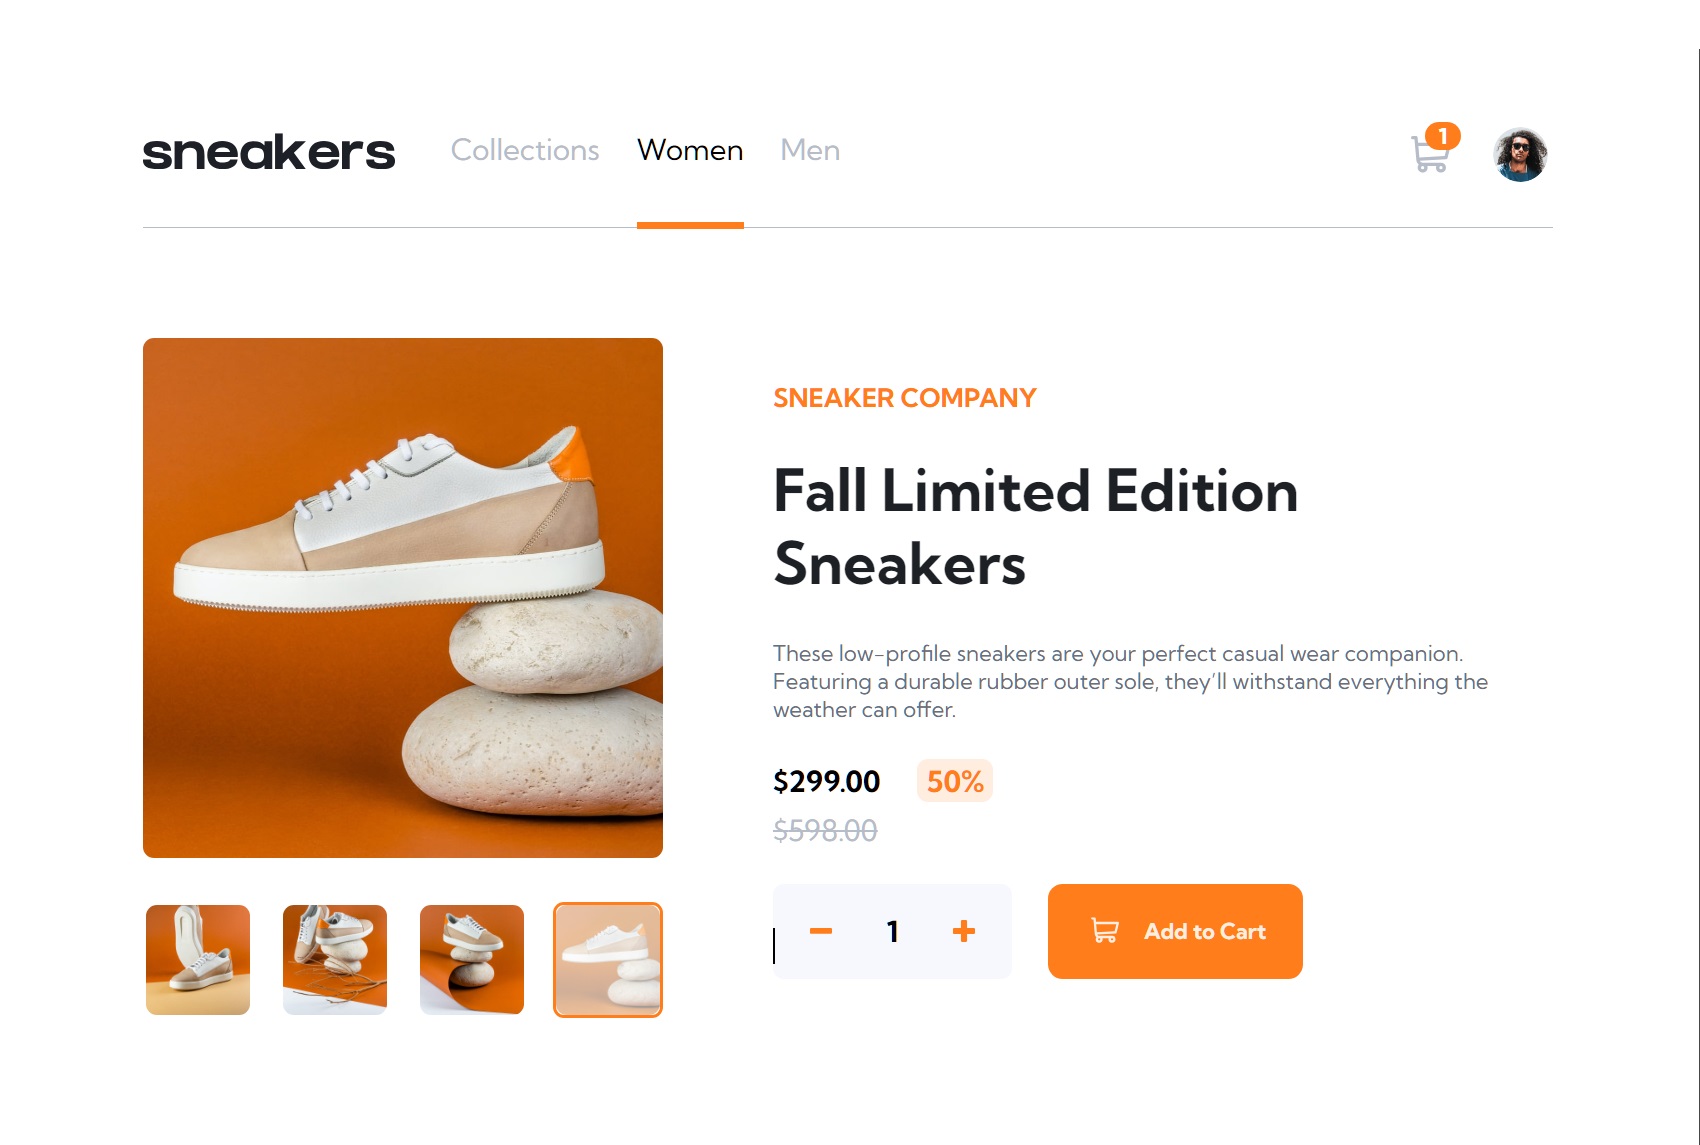 sneakers
Collections
Women
Men
1
SNEAKER COMPANY
Fall Limited Edition
Sneakers
These low-profile sneakers are your perfect casual wear companion.
Featuring a durable rubber outer sole, they’ll withstand everything the
weather can offer.
$299.00 50%
$598.00
1
Add to Cart